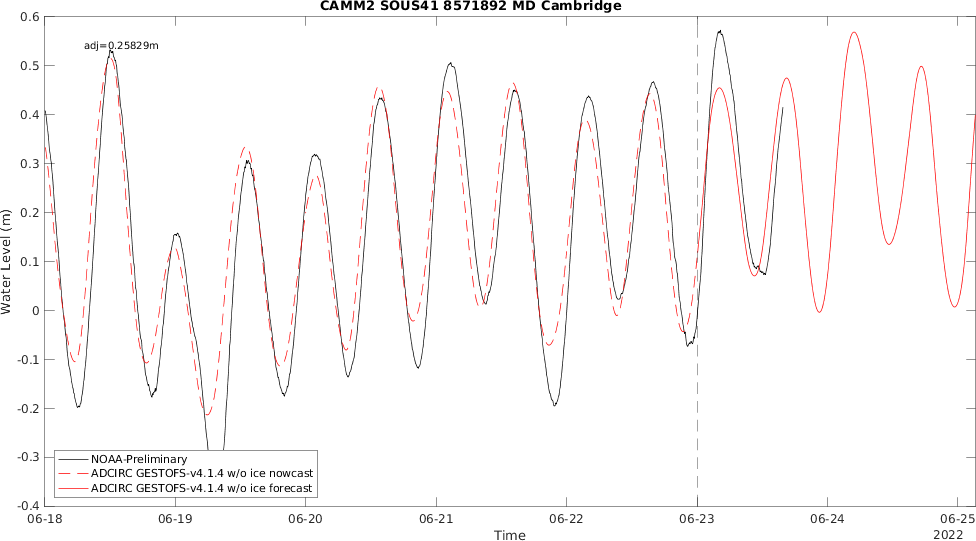 CAMM2 SOUS41 8571892 MD Cambridge
adj=0.25829m
0.6
0.5
0.4
0.3
0.2
0.1
0
-0.1
-0.2
-0.3
-0.4
Water Level (m)
NOAA-Preliminary
ADCIRC GESTOFS-v4.1.4 w/o ice nowcast
ADCIRC GESTOFS-v4.1.4 w/o ice forecast
06-18 06-19 06-20 06-21 06-22 06-23 06-24 06-25
Time
2022